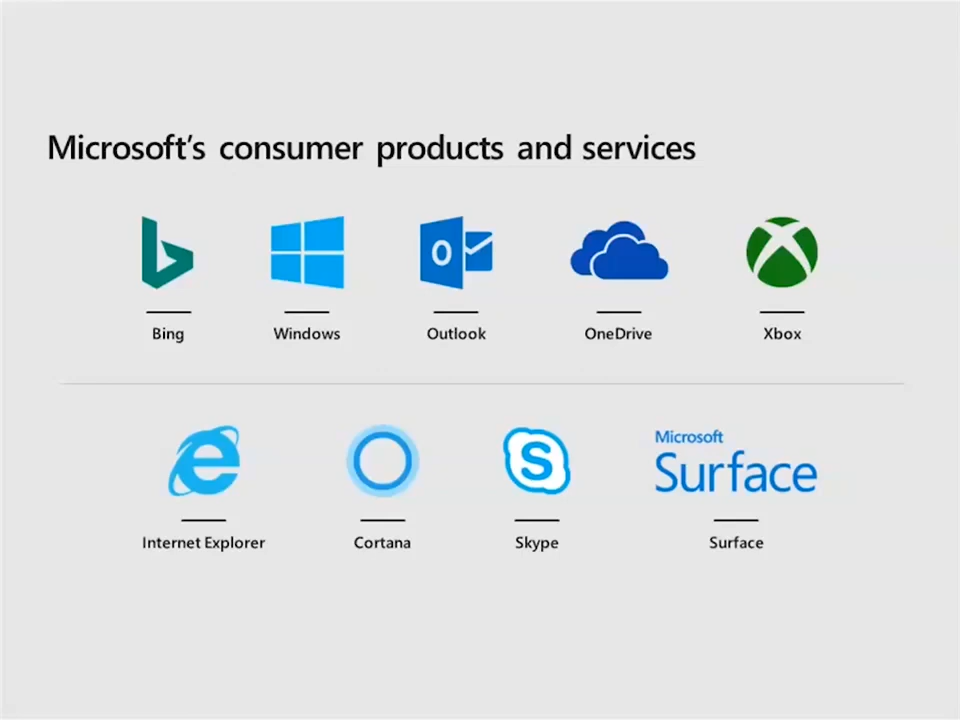 Microsoft's consumer products and services
Bing
Windows
Outlook
OneDrive
Xbox
Internet Explorer
Cortana
Skype
Microsoft
Surface
Surface